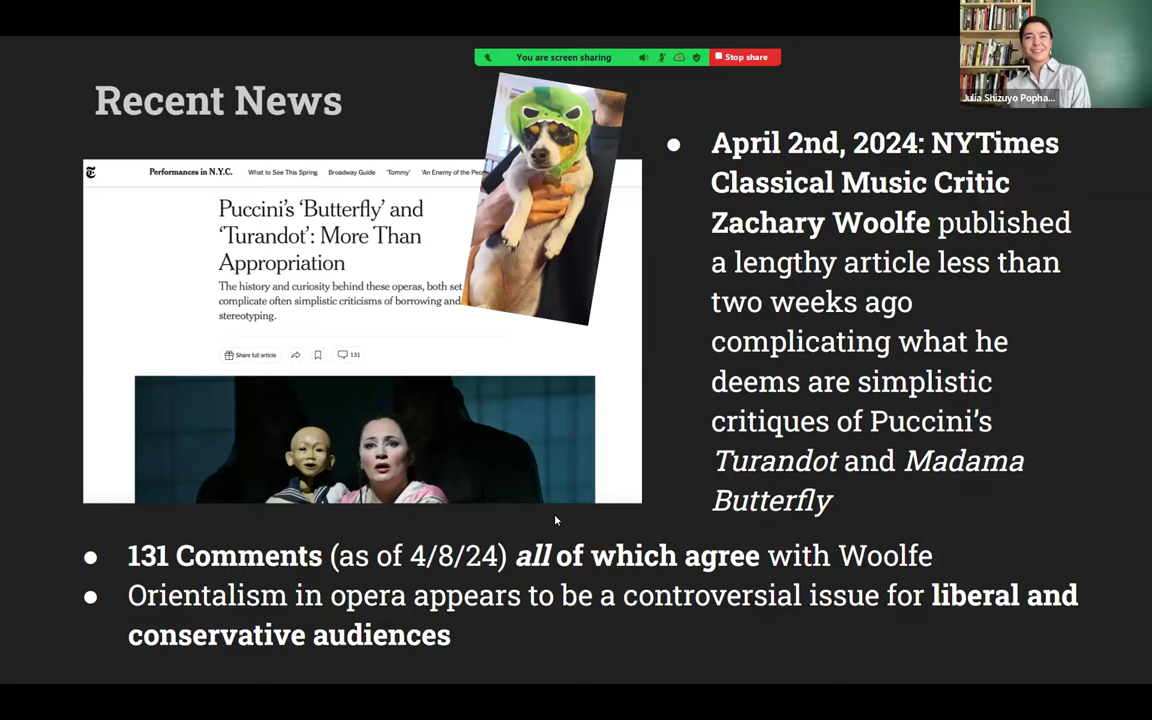 You are screen sharing
Stop share
Julia Shizuyo Popha...
Recent News
Performances in N.Y.C. What to See This Spring Broadway Guide 'Tommy' 'An Enemy of the Peop
Puccini's 'Butterfly' and
'Turandot': More Than
Appropriation
The history and curiosity behind these operas, both set
complicate often simplistic criticisms of borrowing and
stereotyping.
Share full article 131
● April 2nd, 2024: NYTimes
Classical Music Critic
Zachary Woolfe published
a lengthy article less than
two weeks ago
complicating what he
deems are simplistic
critiques of Puccini's
Turandot and Madama
Butterfly
● 131 Comments (as of 4/8/24) all of which agree with Woolfe
● Orientalism in opera appears to be a controversial issue for liberal and
conservative audiences